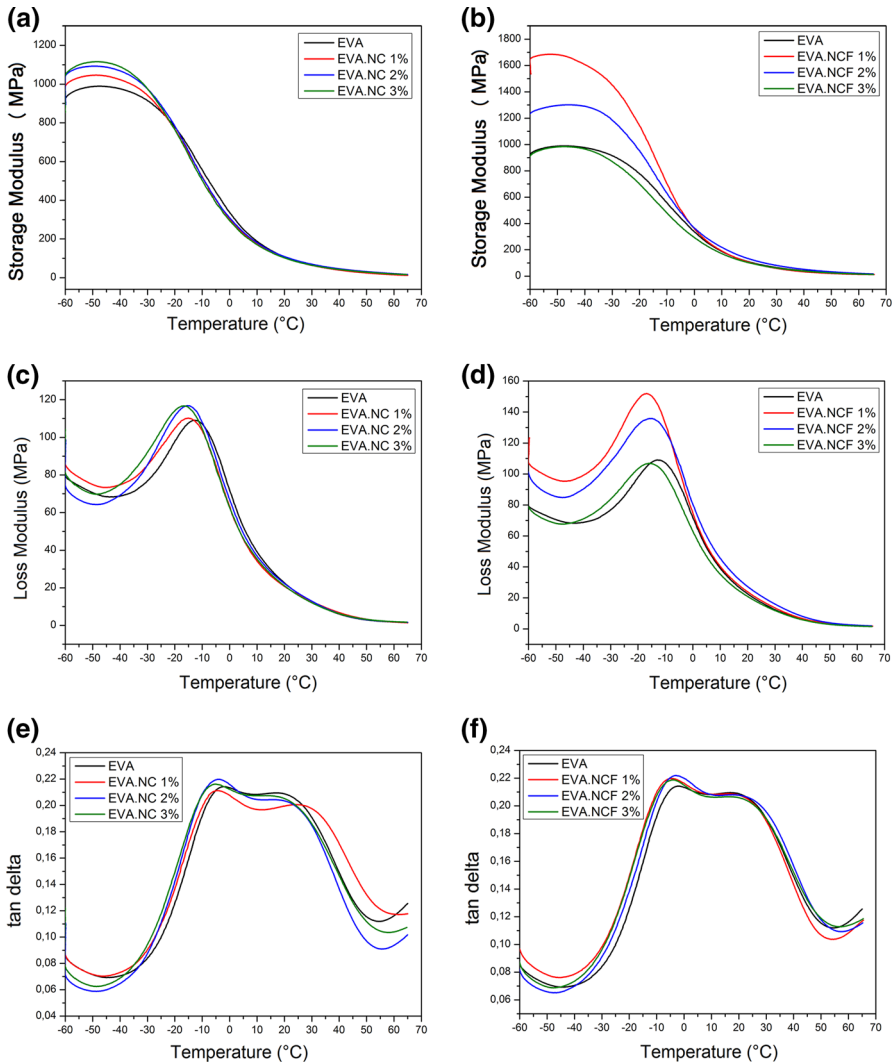 (a)
Storage Modulus ( MPa)
1200
1000
800
600
400
200
0
-60 -50 -40 -30 -20 -10 0 10 20 30 40 50 60 70
Temperature (°C)
EVA
EVA.NC 1%
EVA.NC 2%
EVA.NC 3%
(b)
Storage Modulus ( MPa)
1800
1600
1400
1200
1000
800
600
400
200
0
-60 -50 -40 -30 -20 -10 0 10 20 30 40 50 60 70
Temperature (°C)
EVA
EVA.NCF 1%
EVA.NCF 2%
EVA.NCF 3%
(c)
Loss Modulus (MPa)
120
100
80
60
40
20
0
-60 -50 -40 -30 -20 -10 0 10 20 30 40 50 60 70
Temperature (°C)
EVA
EVA.NC 1%
EVA.NC 2%
EVA.NC 3%
(d)
Loss Modulus (MPa)
160
140
120
100
80
60
40
20
0
-60 -50 -40 -30 -20 -10 0 10 20 30 40 50 60 70
Temperature (°C)
EVA
EVA.NCF 1%
EVA.NCF 2%
EVA.NCF 3%
(e)
tan delta
0,24
0,22
0,20
0,18
0,16
0,14
0,12
0,10
0,08
0,06
0,04
-60 -50 -40 -30 -20 -10 0 10 20 30 40 50 60 70
Temperature (°C)
EVA
EVA.NC 1%
EVA.NC 2%
EVA.NC 3%
(f)
tan delta
0,24
0,22
0,20
0,18
0,16
0,14
0,12
0,10
0,08
0,06
-60 -50 -40 -30 -20 -10 0 10 20 30 40 50 60 70
Temperature (°C)
EVA
EVA.NCF 1%
EVA.NCF 2%
EVA.NCF 3%